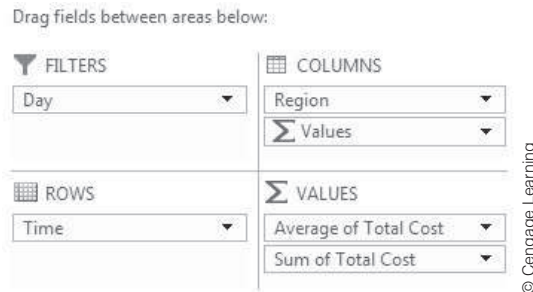 Drag fields between areas below:
FILTERS
Day
COLUMNS
Region
Σ Values
ROWS
Time
Σ VALUES
Average of Total Cost
Sum of Total Cost
© Cengage Learning